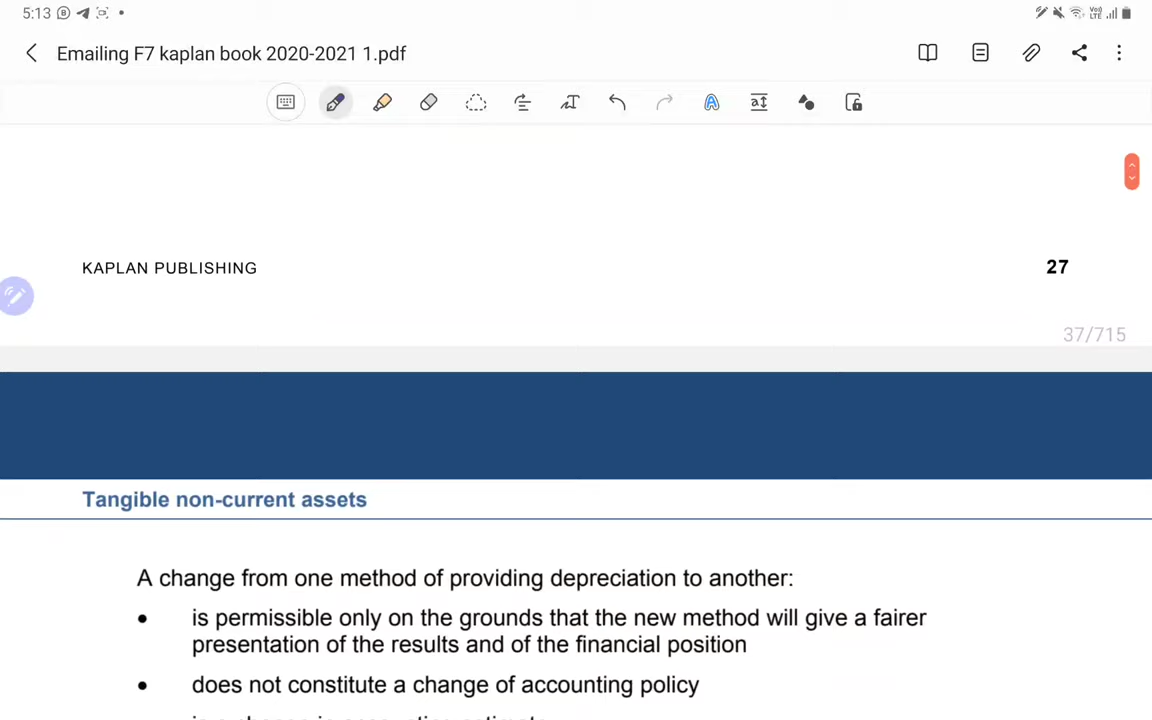 5:13
Emailing F7 kaplan book 2020-2021 1.pdf
KAPLAN PUBLISHING 27
37/715
Tangible non-current assets
A change from one method of providing depreciation to another:
• is permissible only on the grounds that the new method will give a fairer
presentation of the results and of the financial position
• does not constitute a change of accounting policy